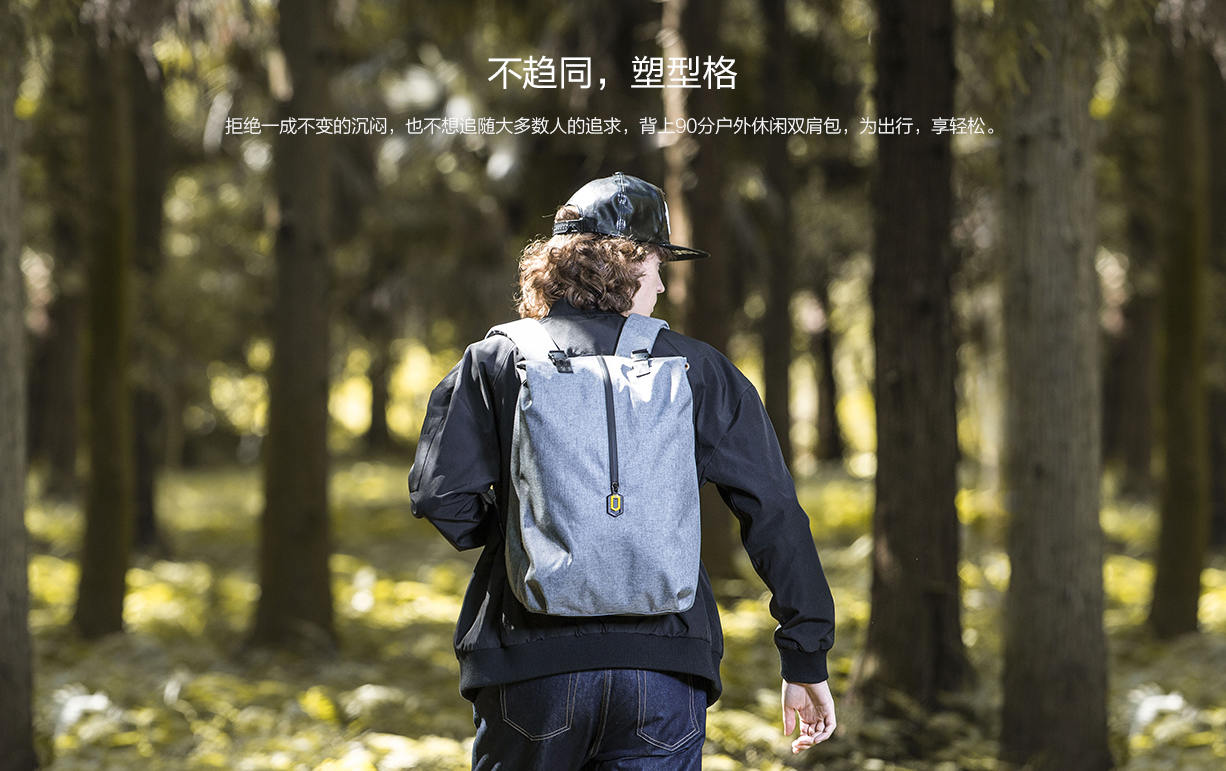 不趋同，塑型格
拒绝一成不变的沉闷，也不想追随大多数人的追求，背上90分户外休闲双肩包，为出行，享轻松。